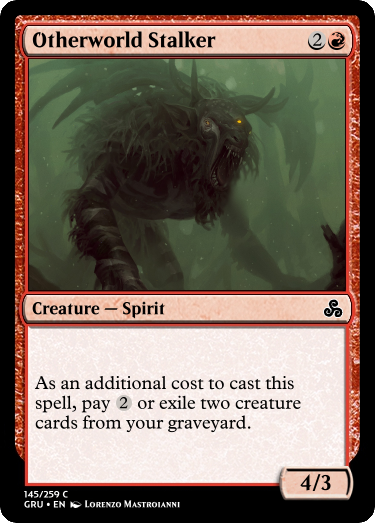 Otherworld Stalker 2
Creature — Spirit
As an additional cost to cast this
spell, pay 2 or exile two creature
cards from your graveyard.
4/3
145/259 C
GRU • EN Lorenzo Mastroianni